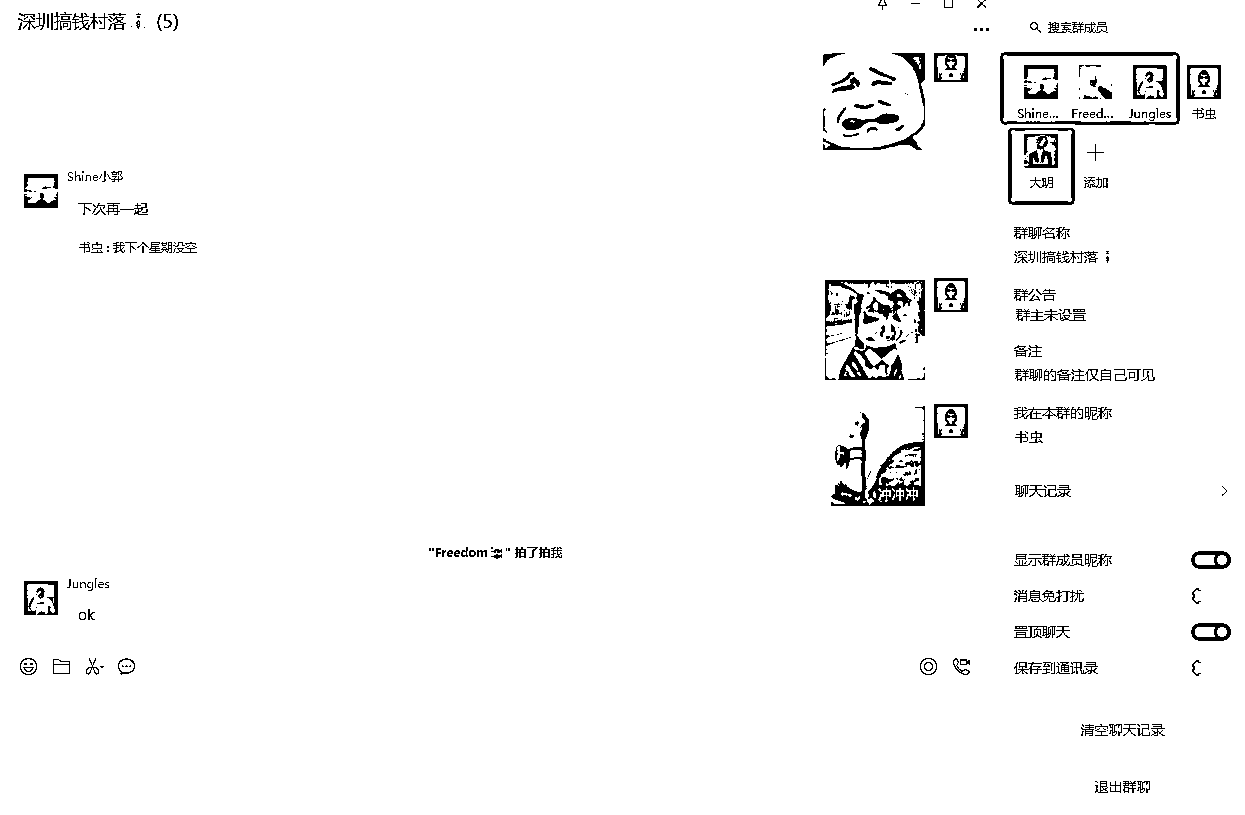 深圳搞钱村落 (5)
搜索群成员
Shine...
Freed...
Jungles
书虫
大明
添加
Shine小郭
下次再一起
书虫：我下个星期没空
群聊名称
深圳搞钱村落
群公告
群主未设置
备注
群聊的备注仅自己可见
我在本群的昵称
书虫
聊天记录
冲冲冲
"Freedom " 拍了拍我
Jungles
ok
显示群成员昵称
消息免打扰
置顶聊天
保存到通讯录
清空聊天记录
退出群聊